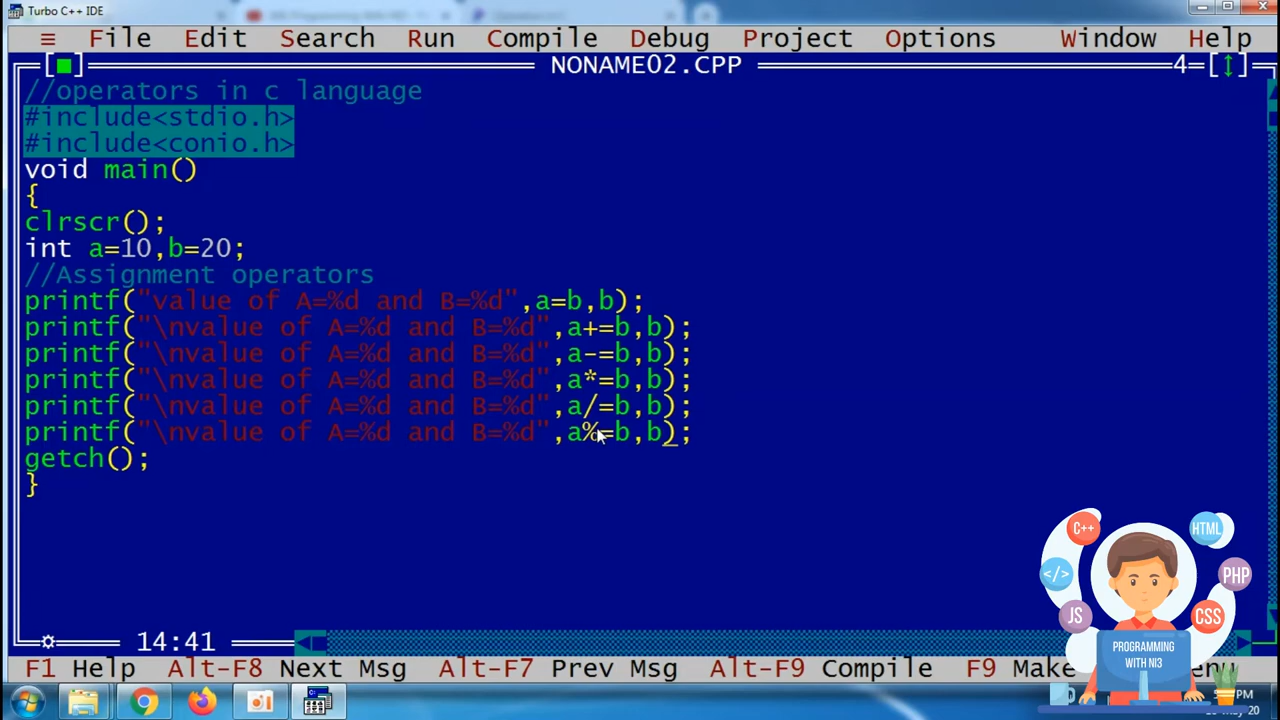 Turbo C++ IDE
≡ File Edit Search Run Compile Debug Project Options Window Help
[■] NONAME02.CPP 4=[↕]
//operators in c language
#include<stdio.h>
#include<conio.h>
void main()
{
clrscr();
int a=10,b=20;
//Assignment operators
printf("value of A=%d and B=%d",a=b,b);
printf("\nvalue of A=%d and B=%d",a+=b,b);
printf("\nvalue of A=%d and B=%d",a-=b,b);
printf("\nvalue of A=%d and B=%d",a*=b,b);
printf("\nvalue of A=%d and B=%d",a/=b,b);
printf("\nvalue of A=%d and B=%d",a%=b,b);
getch();
}
C++
HTML
</>
PHP
JS
CSS
PROGRAMMING
WITH NI3
14:41
F1 Help Alt-F8 Next Msg Alt-F7 Prev Msg Alt-F9 Compile F9 Make
PM